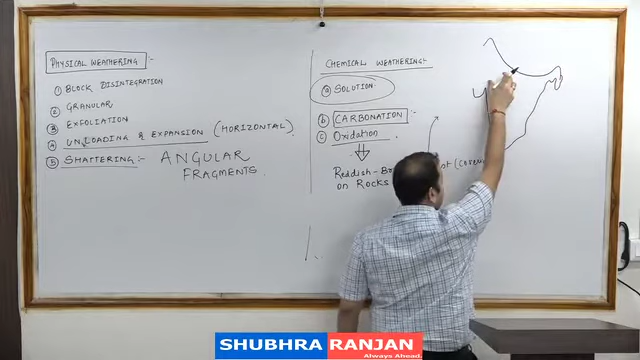 PHYSICAL WEATHERING
① BLOCK DISINTEGRATION
② GRANULAR
③ EXFOLIATION
④ UNLOADING & EXPANSION (HORIZONTAL)
⑤ SHATTERING :- ANGULAR
FRAGMENTS.
CHEMICAL WEATHERING:-
ⓐ SOLUTION
ⓑ CARBONATION
ⓒ Oxidation
Reddish-
on Rocks
SHUBHRA RANJAN
Always Ahead.